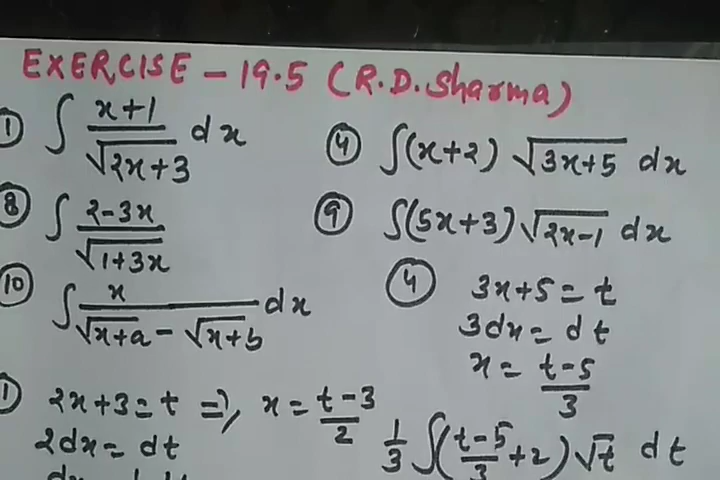 EXERCISE - 19.5 (R.D. Sharma)
① ∫ (x+1)/√(2x+3) dx
④ ∫(x+2) √(3x+5) dx
⑧ ∫ (2-3x)/√(1+3x)
⑨ ∫(5x+3) √(2x-1) dx
⑩ ∫ x/(√(x+a) - √(x+b)) dx
④ 3x+5 = t
3dx = dt
x = (t-5)/3
① 2x+3 = t ⇒, x = (t-3)/2
2dx = dt
1/3 ∫((t-5)/3 + 2) √t dt